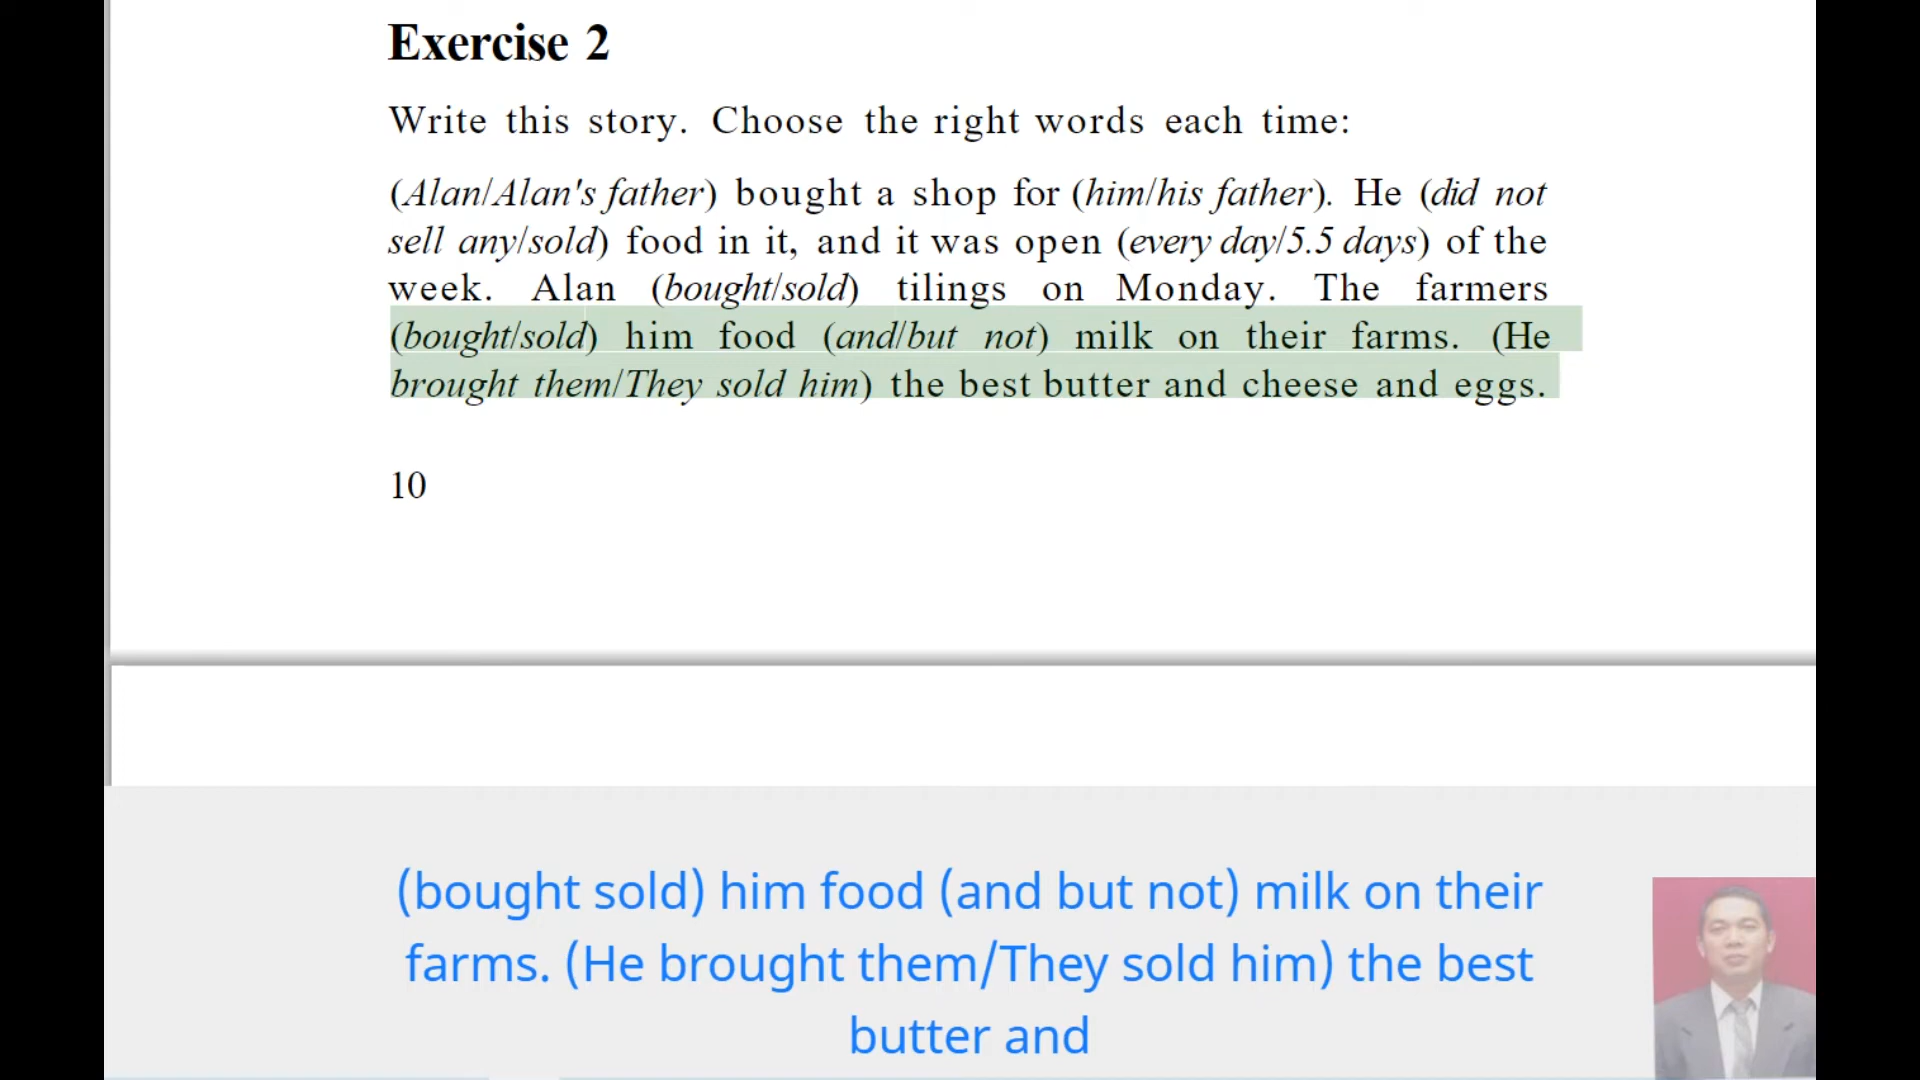 Exercise 2
Write this story. Choose the right words each time:
(Alan/Alan's father) bought a shop for (him/his father). He (did not
sell any/sold) food in it, and it was open (every day/5.5 days) of the
week. Alan (bought/sold) tilings on Monday. The farmers
(bought/sold) him food (and/but not) milk on their farms. (He
brought them/They sold him) the best butter and cheese and eggs.
10
(bought sold) him food (and but not) milk on their
farms. (He brought them/They sold him) the best
butter and